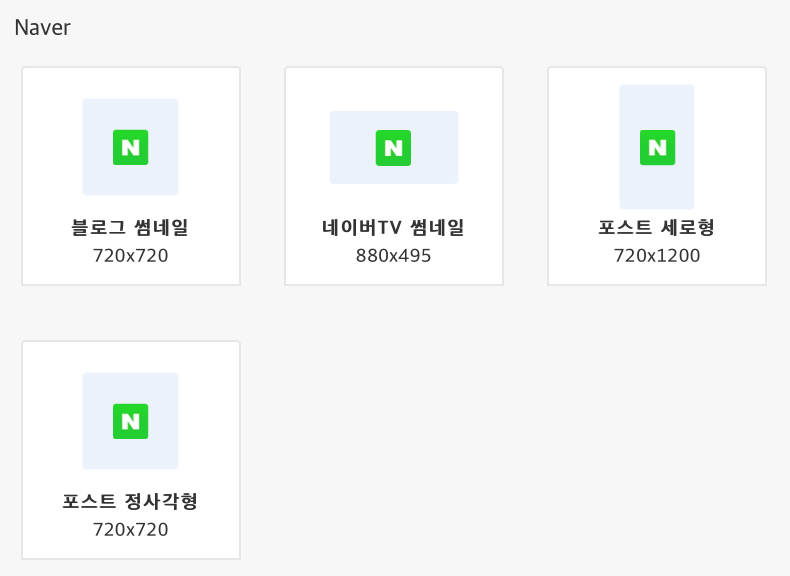 Naver
N
블로그 썸네일
720x720
N
네이버TV 썸네일
880x495
N
포스트 세로형
720x1200
N
포스트 정사각형
720x720